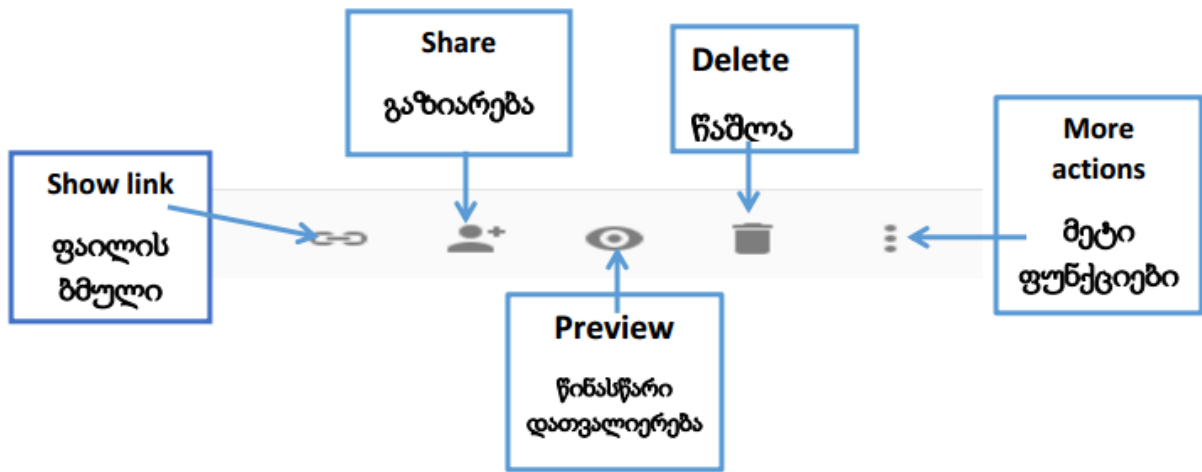 Share
გაზიარება
Delete
წაშლა
More
actions
მეტი
ფუნქციები
Show link
ფაილის
ბმული
Preview
წინასწარი
დათვალიერება